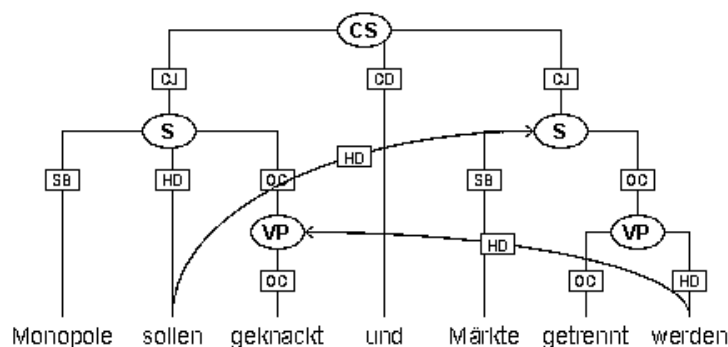 CS
CJ CD CJ
S HD S
SB HD OC SB OC
VP HD VP
OC OC HD
Monopole sollen geknackt und Märkte getrennt werden